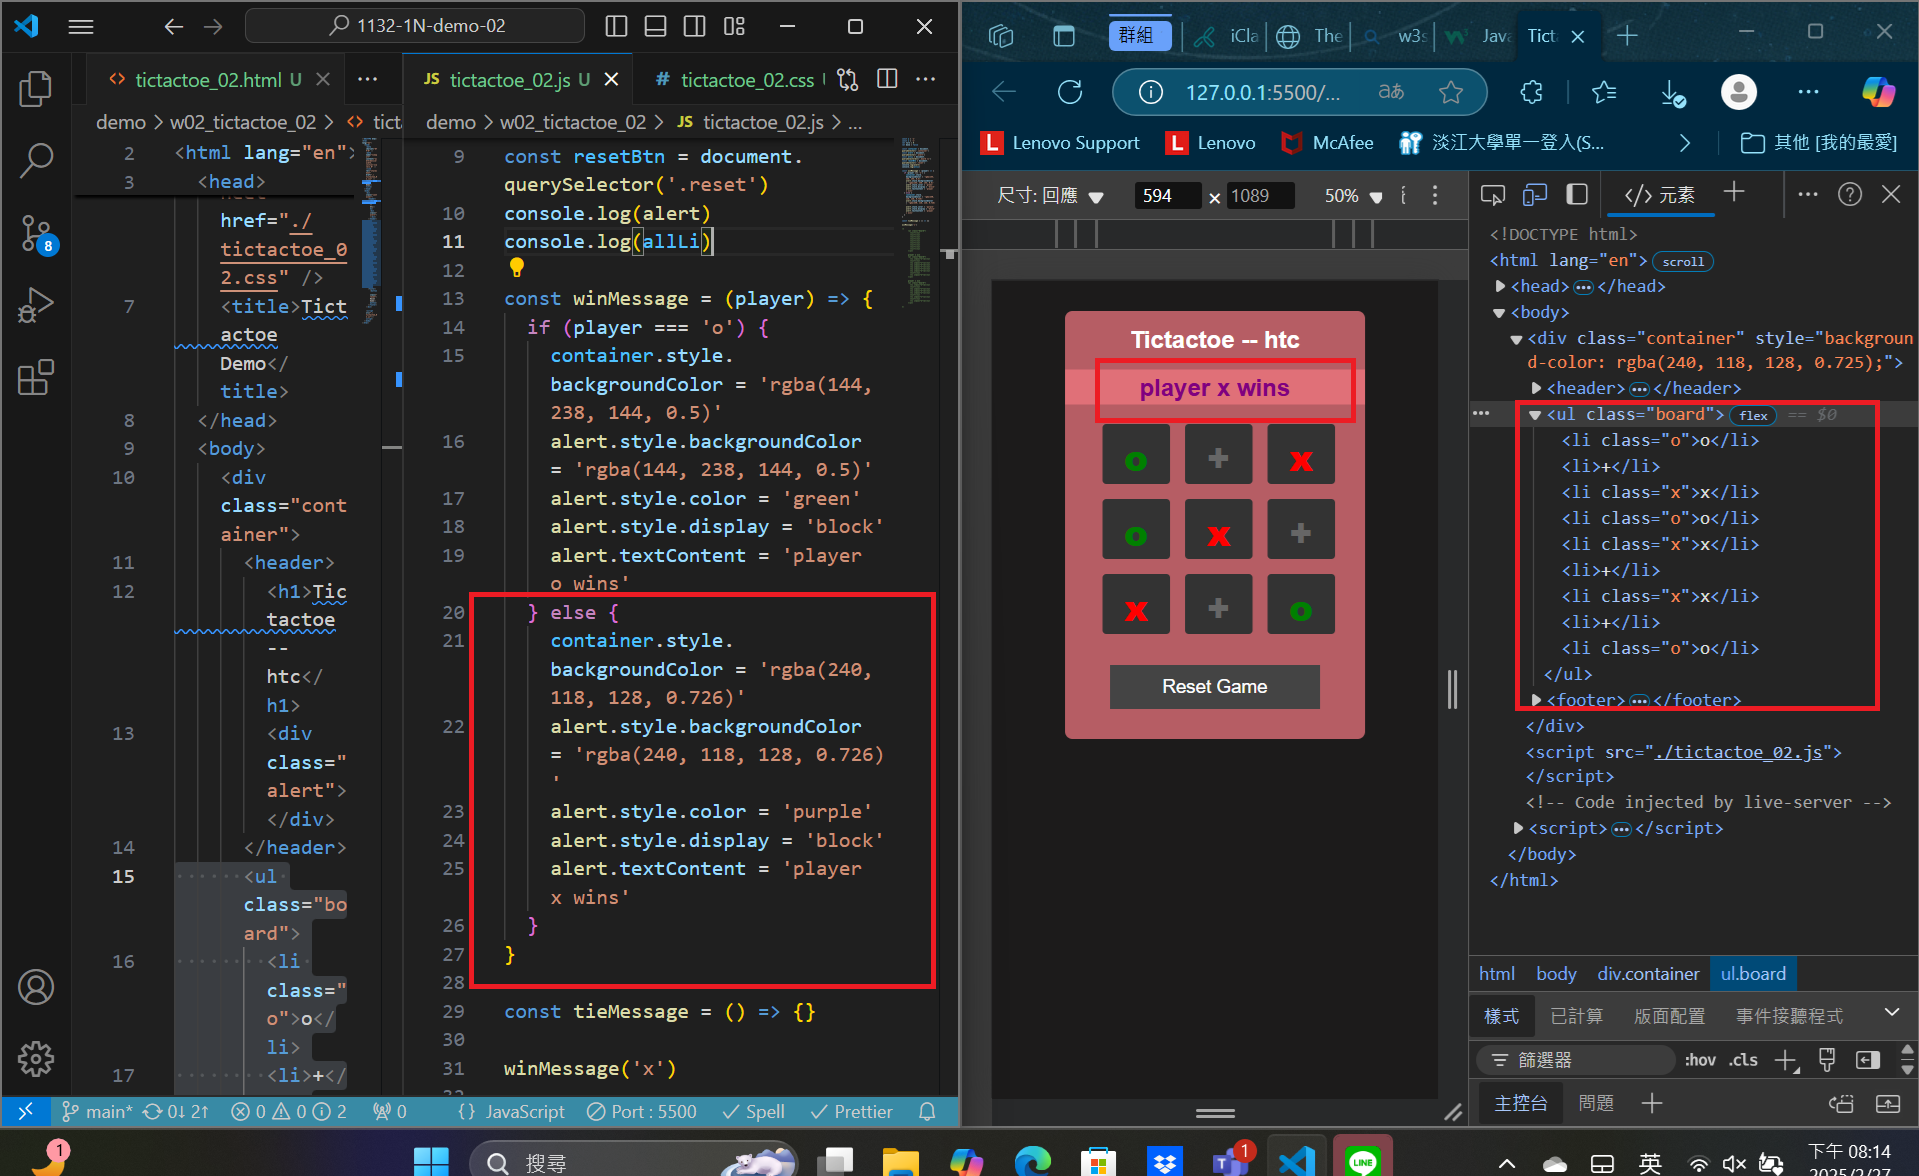 1132-1N-demo-02
tictactoe_02.html U
JS tictactoe_02.js U
# tictactoe_02.css
demo > w02_tictactoe_02 >
demo > w02_tictactoe_02 > JS tictactoe_02.js > ...
2 <html lang="en">
3 <head>
href="./
tictactoe_0
2.css" />
7 <title>Tict
actoe
Demo</
title>
8 </head>
9 <body>
10 <div
class="cont
ainer">
11 <header>
12 <h1>Tic
tactoe
--
htc</
h1>
13 <div
class="
alert">
</div>
14 </header>
15 <ul
class="bo
ard">
16 <li
class="
o">o</
li>
17 <li>+</
9 const resetBtn = document.
querySelector('.reset')
10 console.log(alert)
11 console.log(allLi)
12
13 const winMessage = (player) => {
14 if (player === 'o') {
15 container.style.
backgroundColor = 'rgba(144,
238, 144, 0.5)'
16 alert.style.backgroundColor
= 'rgba(144, 238, 144, 0.5)'
17 alert.style.color = 'green'
18 alert.style.display = 'block'
19 alert.textContent = 'player
o wins'
20 } else {
21 container.style.
backgroundColor = 'rgba(240,
118, 128, 0.726)'
22 alert.style.backgroundColor
= 'rgba(240, 118, 128, 0.726)
'
23 alert.style.color = 'purple'
24 alert.style.display = 'block'
25 alert.textContent = 'player
x wins'
26 }
27 }
28
29 const tieMessage = () => {}
30
31 winMessage('x')
8
main* 0↓ 2↑ 0 0 2 0 {} JavaScript Port : 5500 Spell Prettier
群組 iCla The w3s Java Tict
127.0.0.1:5500/... aあ
Lenovo Support Lenovo McAfee 淡江大學單一登入(S... 其他 [我的最愛]
尺寸: 回應 594 × 1089 50%
Tictactoe -- htc
player x wins
o + x
o x +
x + o
Reset Game
</> 元素
<!DOCTYPE html>
<html lang="en"> scroll
<head> ... </head>
<body>
<div class="container" style="backgroun
d-color: rgba(240, 118, 128, 0.725);">
<header> ... </header>
... <ul class="board"> flex == $0
<li class="o">o</li>
<li>+</li>
<li class="x">x</li>
<li class="o">o</li>
<li class="x">x</li>
<li>+</li>
<li class="x">x</li>
<li>+</li>
<li class="o">o</li>
</ul>
<footer> ... </footer>
</div>
<script src="./tictactoe_02.js">
</script>
<!-- Code injected by live-server -->
<script> ... </script>
</body>
</html>
html body div.container ul.board
樣式 已計算 版面配置 事件接聽程式
篩選器 :hov .cls
主控台 問題
1
搜尋
1
LINE
英
下午 08:14
2025/2/27